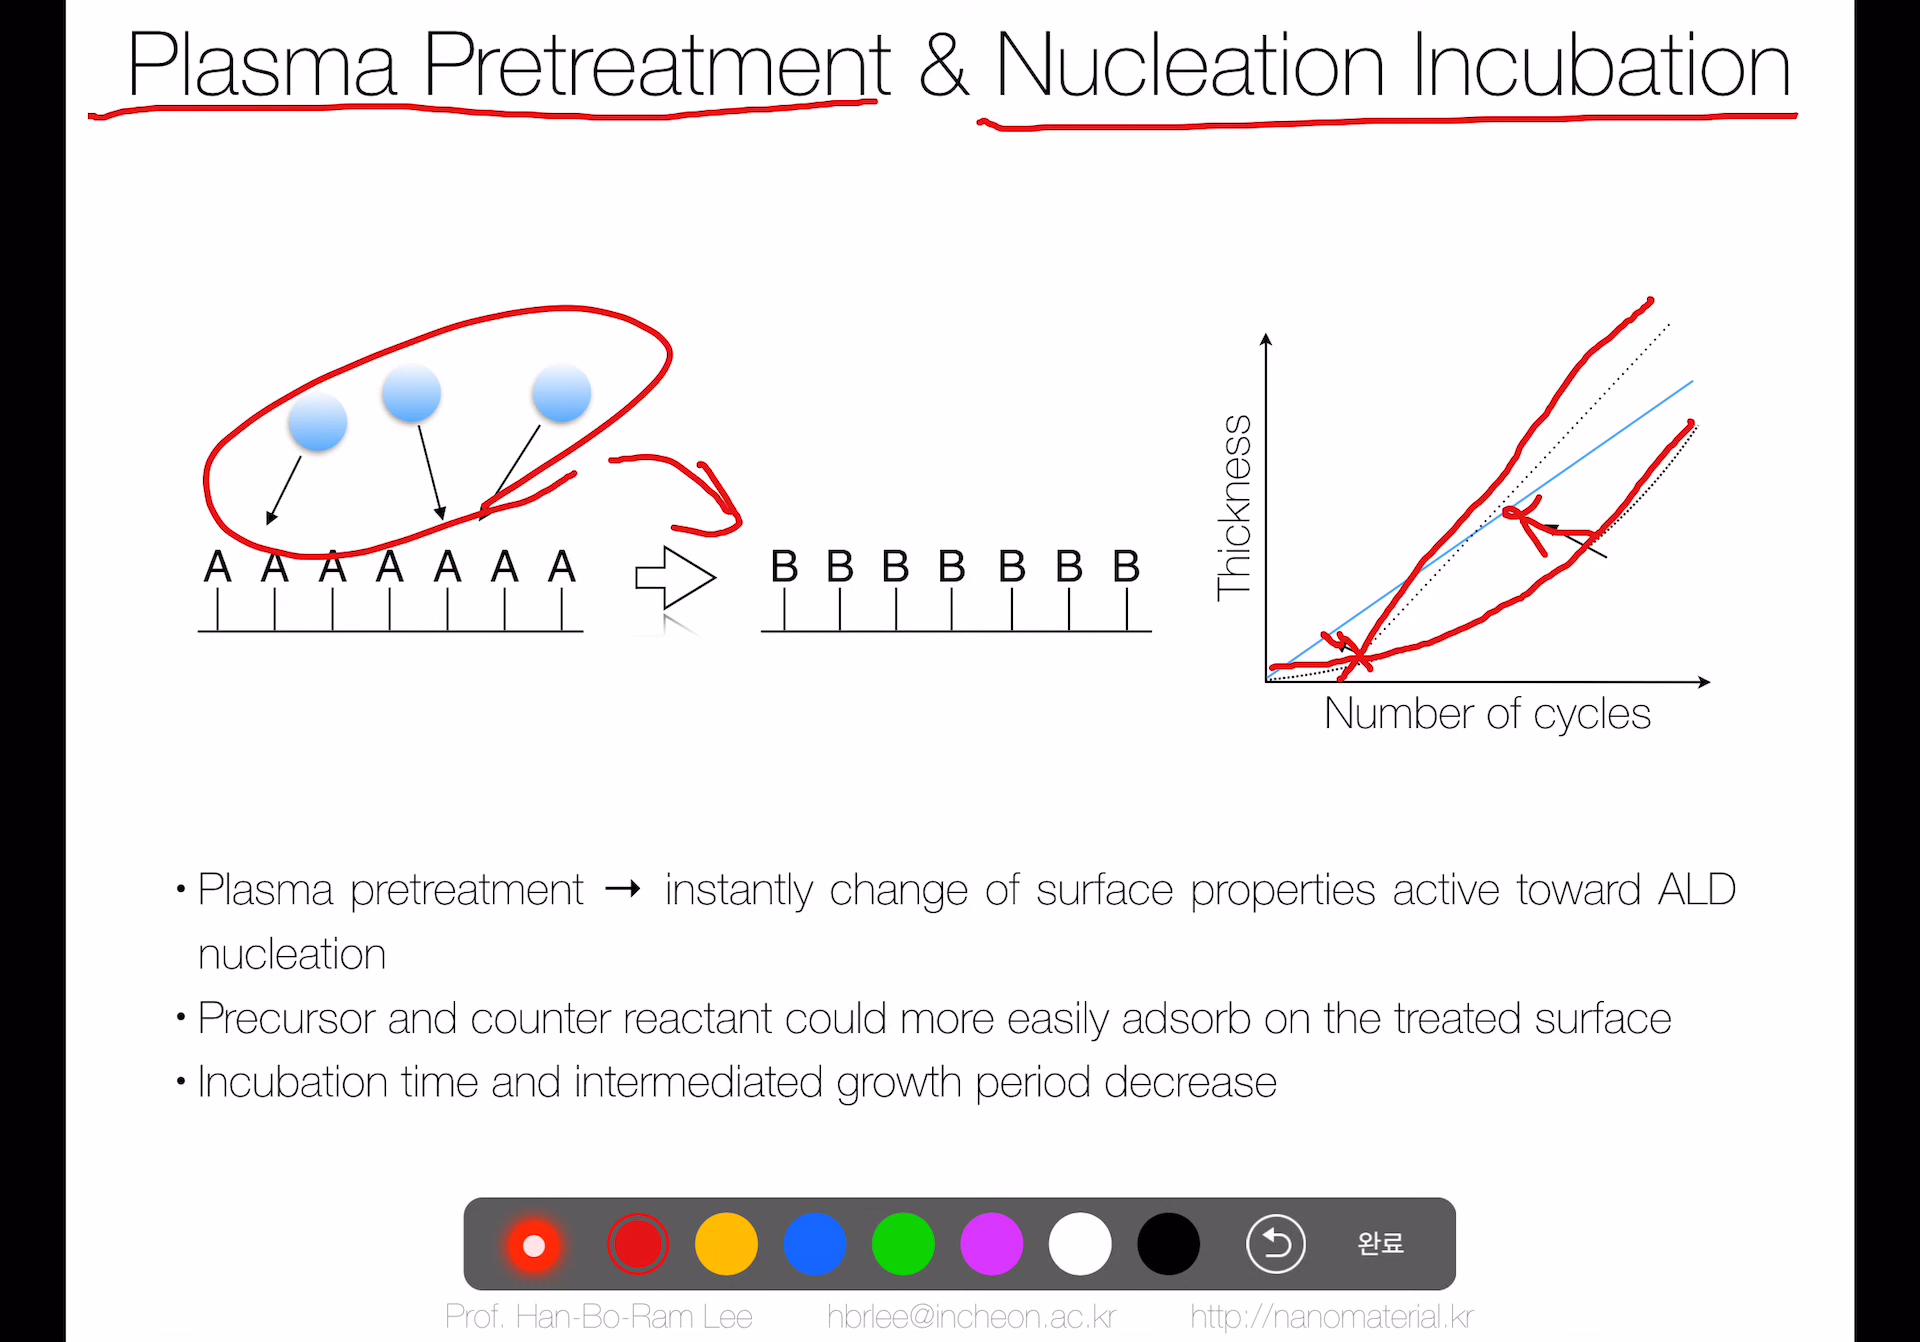 Plasma Pretreatment & Nucleation Incubation
A A A A A A A
B B B B B B B
Thickness
Number of cycles
• Plasma pretreatment → instantly change of surface properties active toward ALD
nucleation
• Precursor and counter reactant could more easily adsorb on the treated surface
• Incubation time and intermediated growth period decrease
완료
Prof. Han-Bo-Ram Lee hbrlee@incheon.ac.kr http://nanomaterial.kr